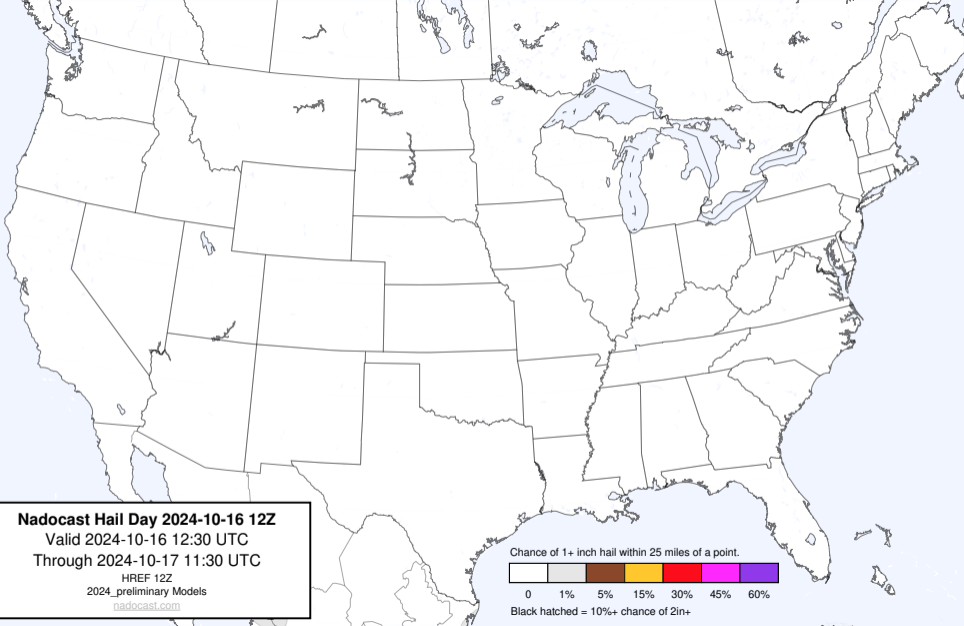 Nadocast Hail Day 2024-10-16 12Z
Valid 2024-10-16 12:30 UTC
Through 2024-10-17 11:30 UTC
HREF 12Z
2024_preliminary Models
nadocast.com
Chance of 1+ inch hail within 25 miles of a point.
0 1% 5% 15% 30% 45% 60%
Black hatched = 10%+ chance of 2in+